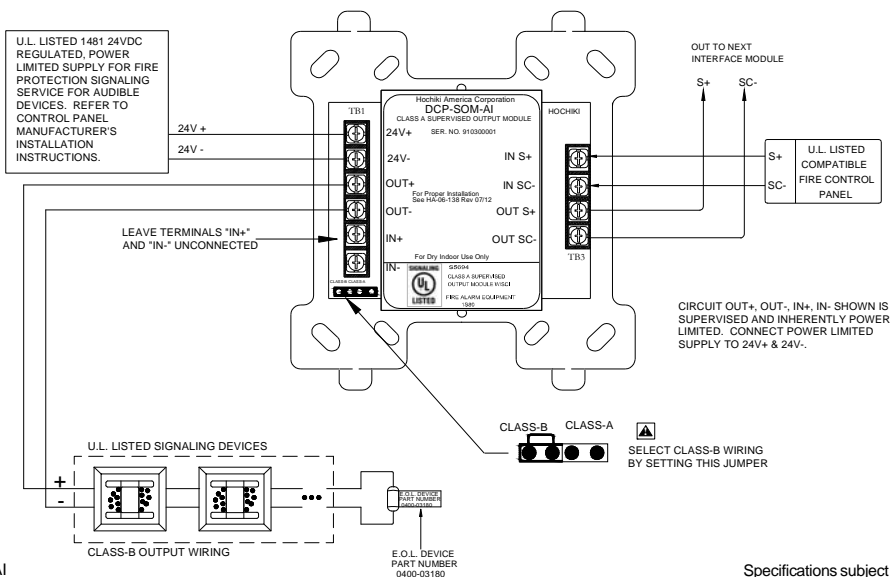 U.L. LISTED 1481 24VDC
REGULATED, POWER
LIMITED SUPPLY FOR FIRE
PROTECTION SIGNALING
SERVICE FOR AUDIBLE
DEVICES. REFER TO
CONTROL PANEL
MANUFACTURER'S
INSTALLATION
INSTRUCTIONS.
24V +
24V -
LEAVE TERMINALS "IN+"
AND "IN-" UNCONNECTED
TB1
24V+
24V-
OUT+
OUT-
IN+
IN-
CLASS-B CLASS-A
Hochiki America Corporation
DCP-SOM-AI
CLASS A SUPERVISED OUTPUT MODULE
SER. NO. 910300001
IN S+
IN SC-
For Proper Installation
See HA-06-138 Rev 07/12
OUT S+
OUT SC-
For Dry Indoor Use Only
SIGNALING
UL
LISTED
S5694
CLASS A SUPERVISED
OUTPUT MODULE W/SCI
FIRE ALARM EQUIPMENT
1S80
HOCHIKI
TB3
OUT TO NEXT
INTERFACE MODULE
S+
SC-
S+
SC-
U.L. LISTED
COMPATIBLE
FIRE CONTROL
PANEL
CIRCUIT OUT+, OUT-, IN+, IN- SHOWN IS
SUPERVISED AND INHERENTLY POWER
LIMITED. CONNECT POWER LIMITED
SUPPLY TO 24V+ & 24V-.
CLASS-B
CLASS-A
SELECT CLASS-B WIRING
BY SETTING THIS JUMPER
U.L. LISTED SIGNALING DEVICES
+
-
CLASS-B OUTPUT WIRING
E.O.L. DEVICE
PART NUMBER
0400-03180
E.O.L. DEVICE
PART NUMBER
0400-03180
AI
Specifications subject